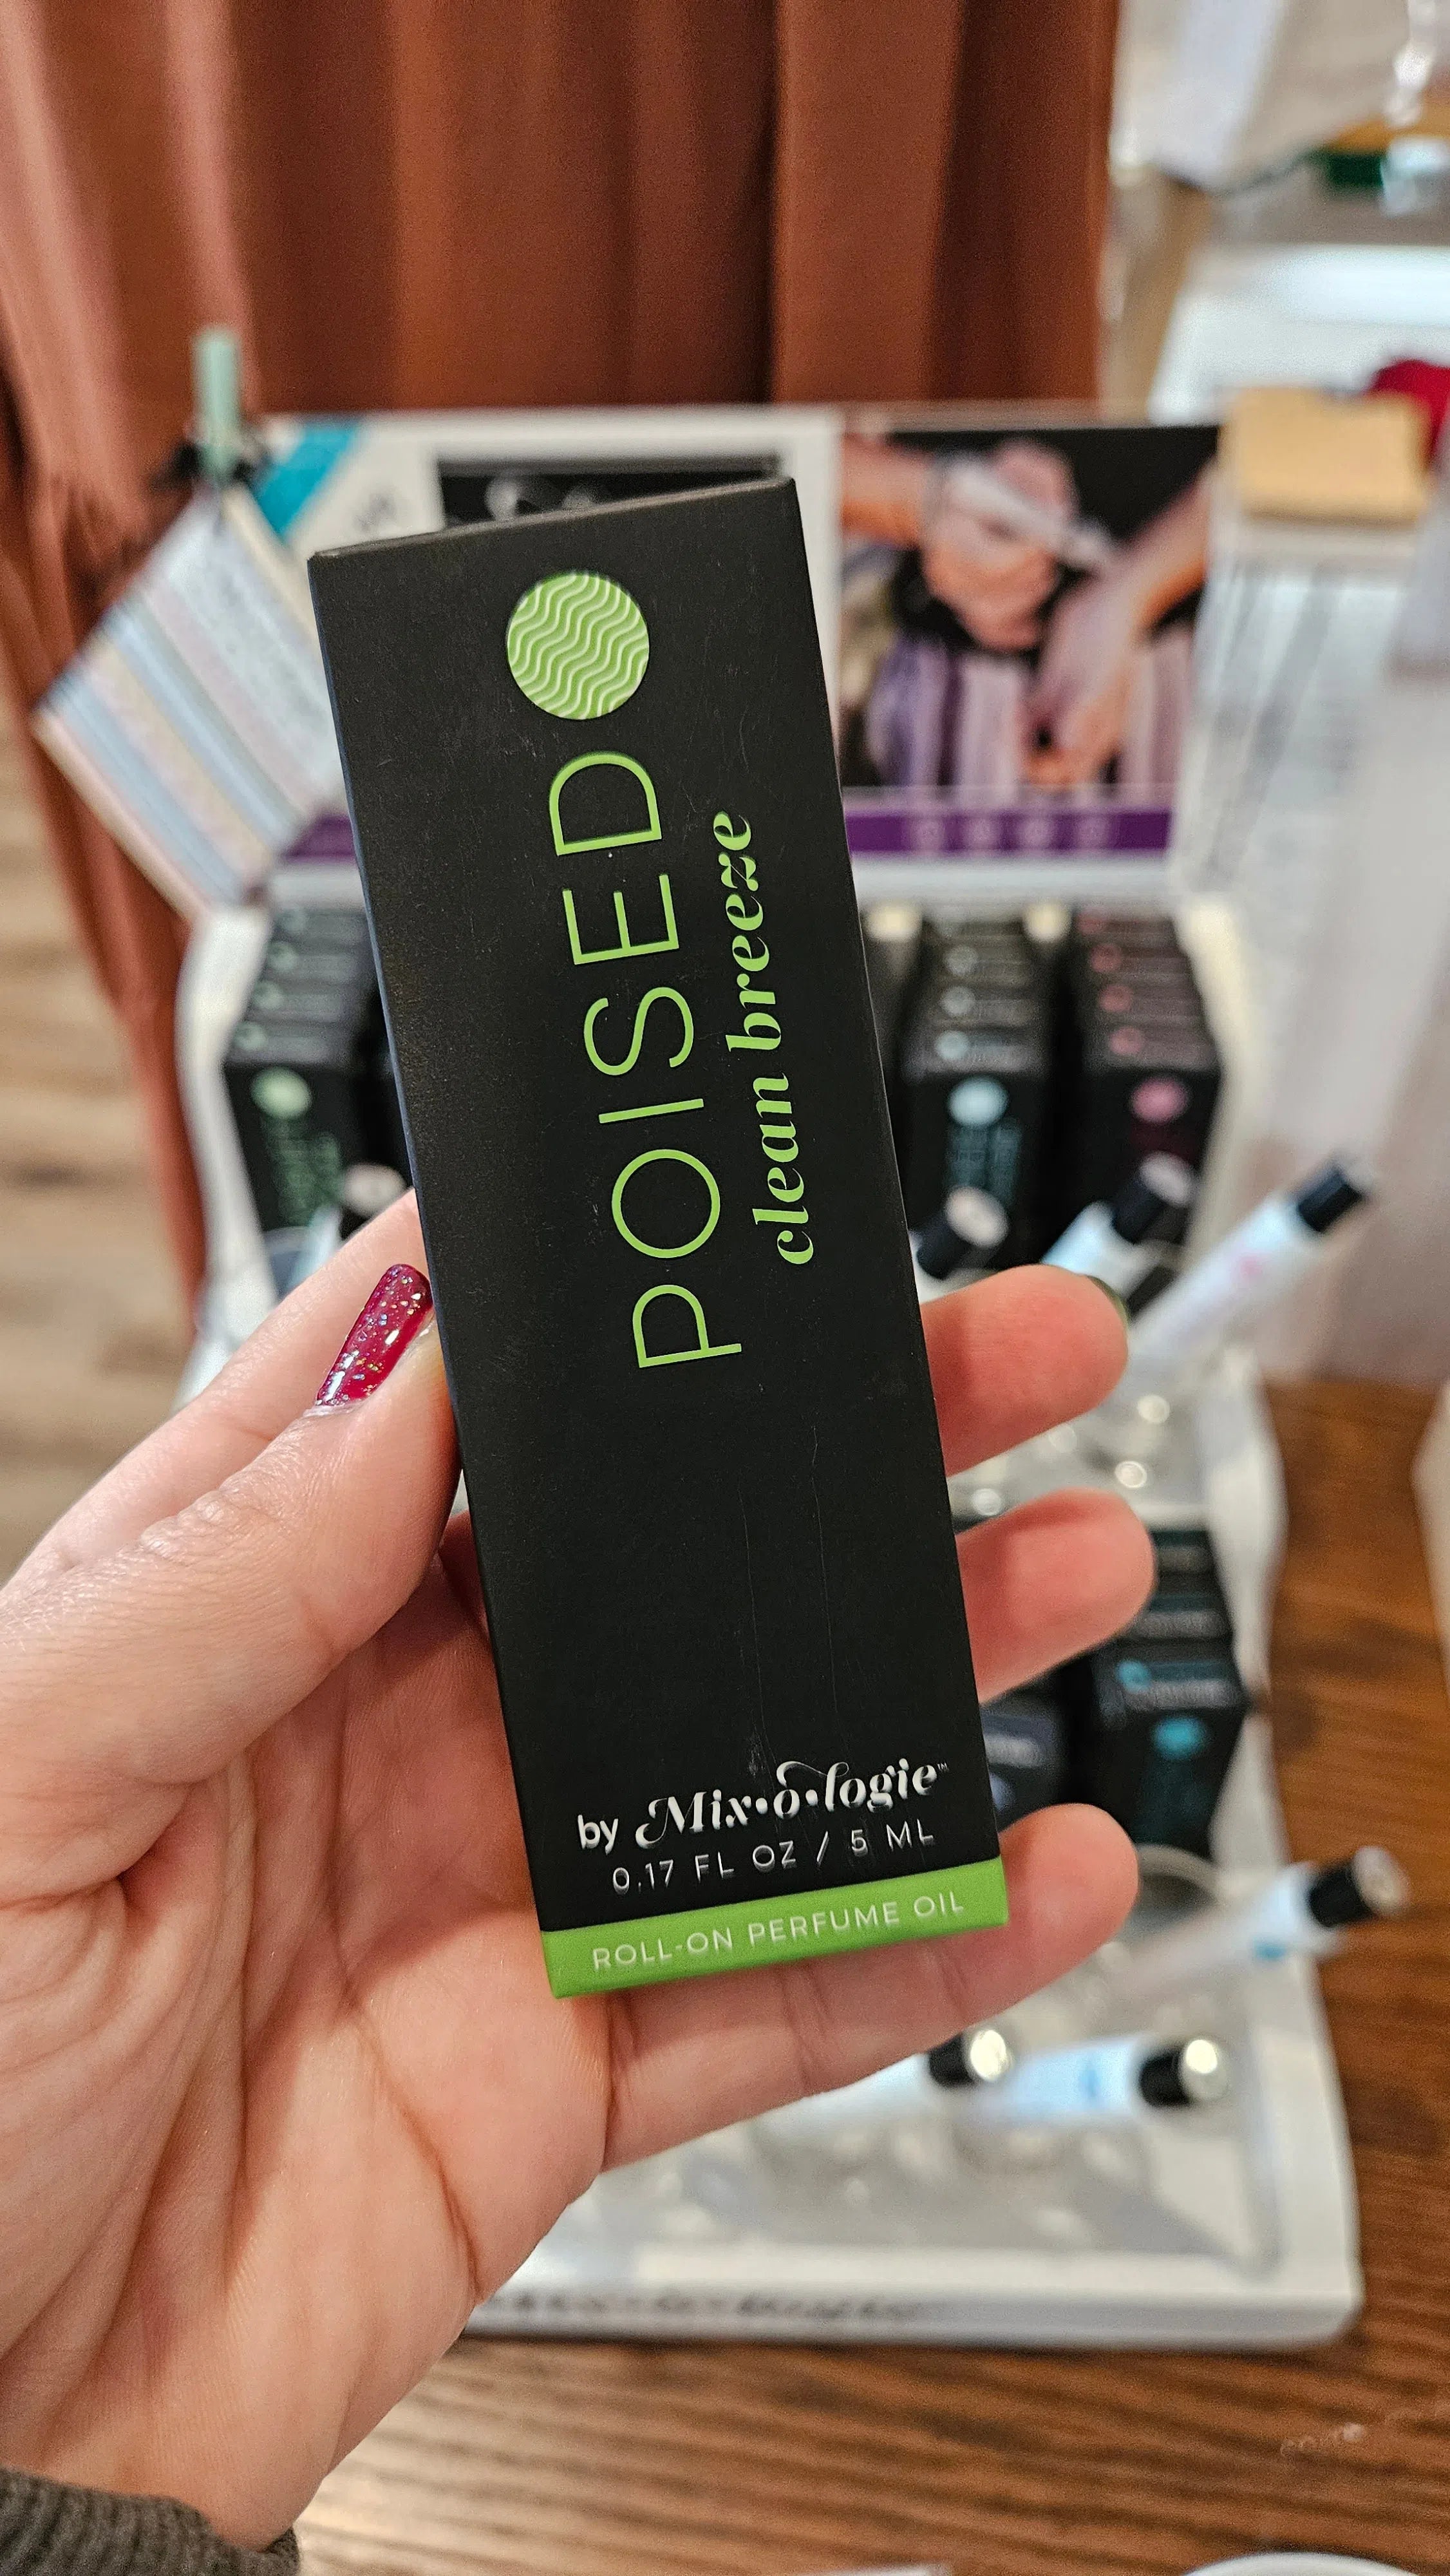 POISED
clean breeze
by Mix•o•logie™
0.17 FL OZ / 5 ML
ROLL-ON PERFUME OIL